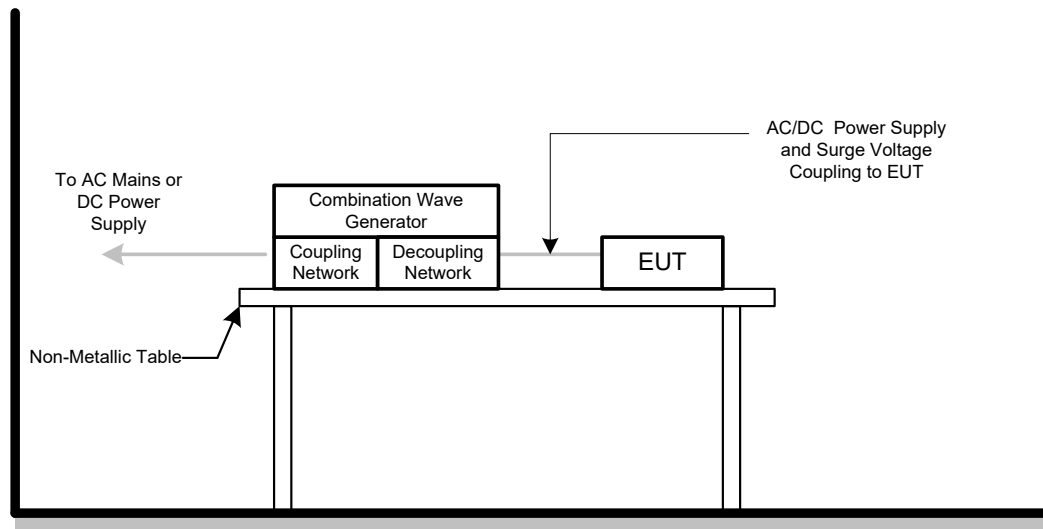 AC/DC  Power Supply
and Surge Voltage
Coupling to EUT
To AC Mains or
DC Power
Supply
Combination Wave
Generator
Coupling
Network
Decoupling
Network
EUT
Non-Metallic Table